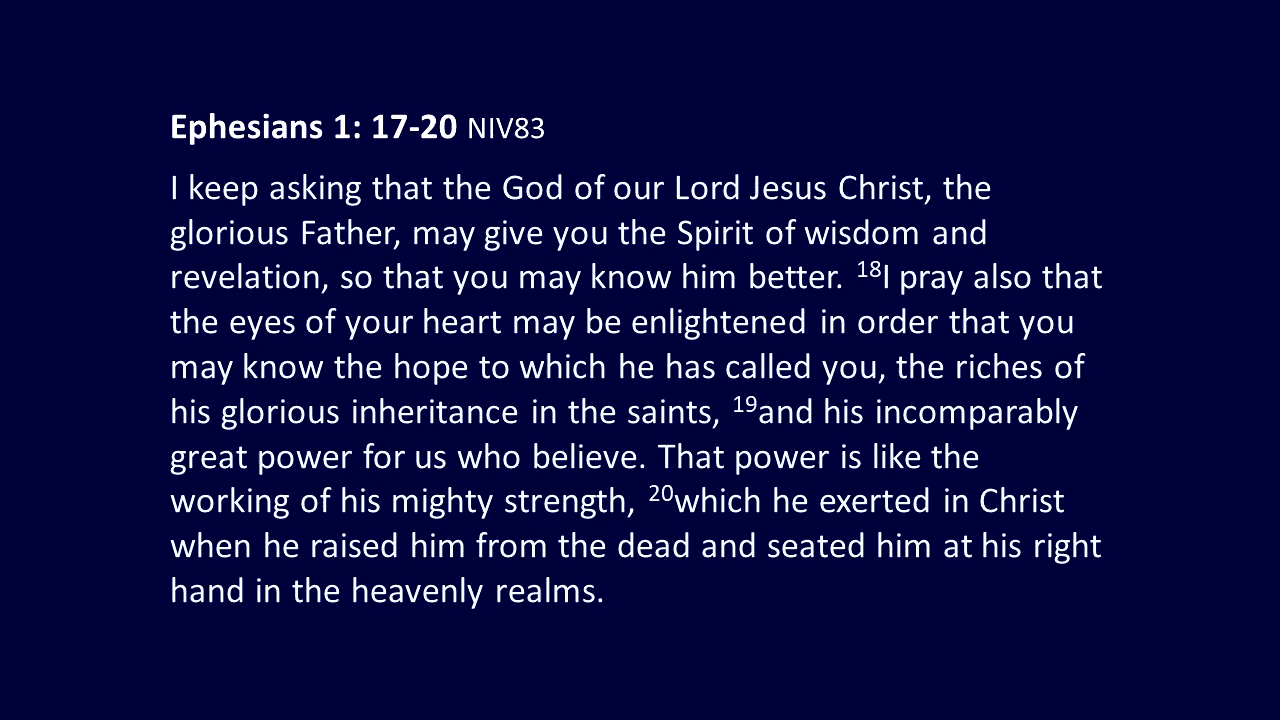 Ephesians 1: 17-20 NIV83
I keep asking that the God of our Lord Jesus Christ, the
glorious Father, may give you the Spirit of wisdom and
revelation, so that you may know him better. 18I pray also that
the eyes of your heart may be enlightened in order that you
may know the hope to which he has called you, the riches of
his glorious inheritance in the saints, 19and his incomparably
great power for us who believe. That power is like the
working of his mighty strength, 20which he exerted in Christ
when he raised him from the dead and seated him at his right
hand in the heavenly realms.